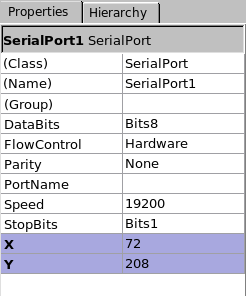 Properties Hierarchy
SerialPort1 SerialPort
(Class) SerialPort
(Name) SerialPort1
(Group)
DataBits Bits8
FlowControl Hardware
Parity None
PortName
Speed 19200
StopBits Bits1
X 72
Y 208